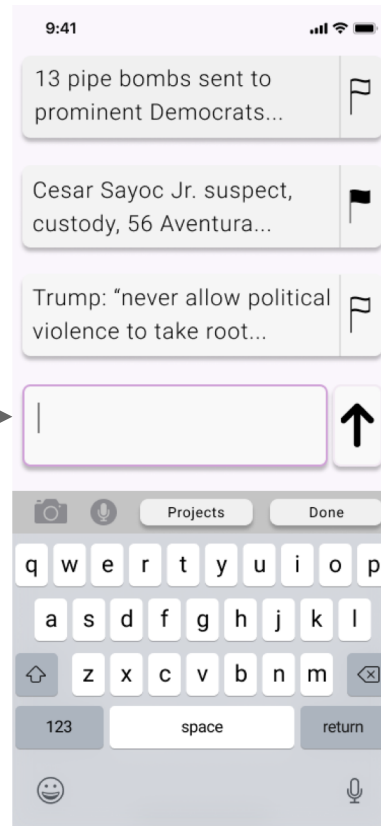 9:41
13 pipe bombs sent to
prominent Democrats...
Cesar Sayoc Jr. suspect,
custody, 56 Aventura...
Trump: “never allow political
violence to take root...
Projects Done
q w e r t y u i o p
a s d f g h j k l
z x c v b n m
123 space return